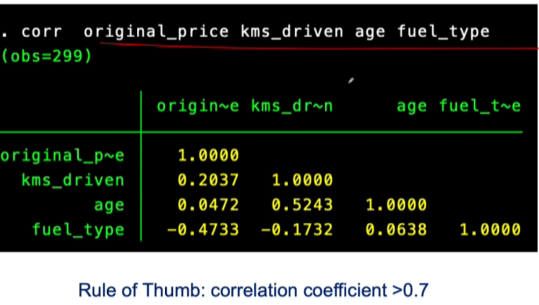 . corr original_price kms_driven age fuel_type
(obs=299)
origin~e kms_dr~n age fuel_t~e
original_p~e 1.0000
kms_driven 0.2037 1.0000
age 0.0472 0.5243 1.0000
fuel_type -0.4733 -0.1732 0.0638 1.0000
Rule of Thumb: correlation coefficient >0.7